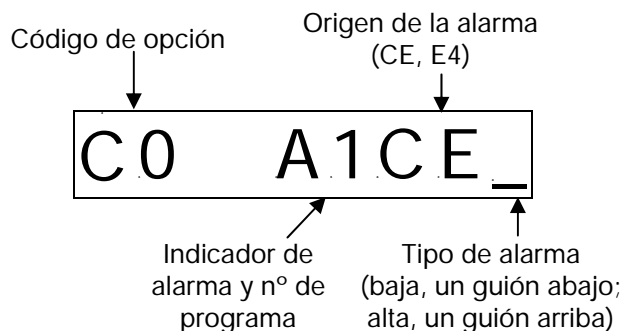 Código de opción
Origen de la alarma
(CE, E4)
C0 A1CE_
Indicador de
alarma y nº de
programa
Tipo de alarma
(baja, un guión abajo;
alta, un guión arriba)